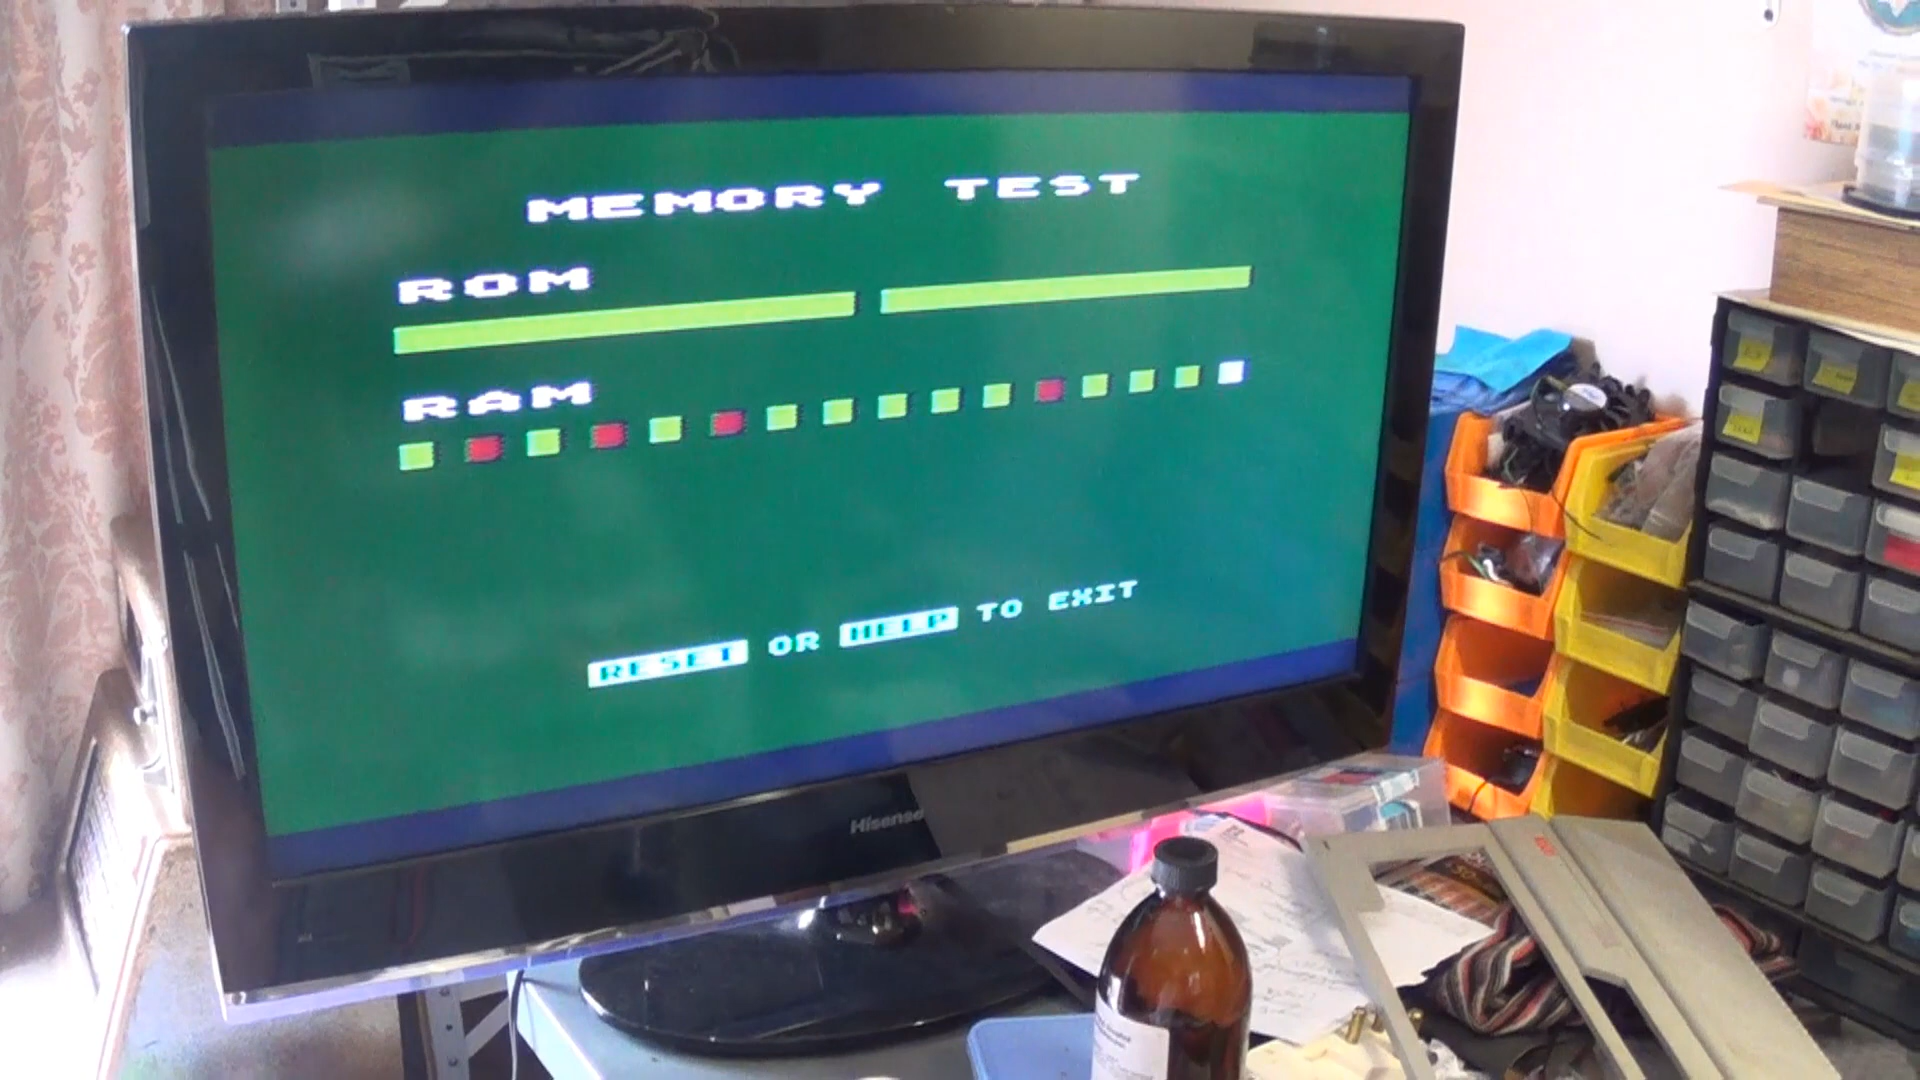 MEMORY TEST
ROM
RAM
RESET OR HELP TO EXIT
Hisense